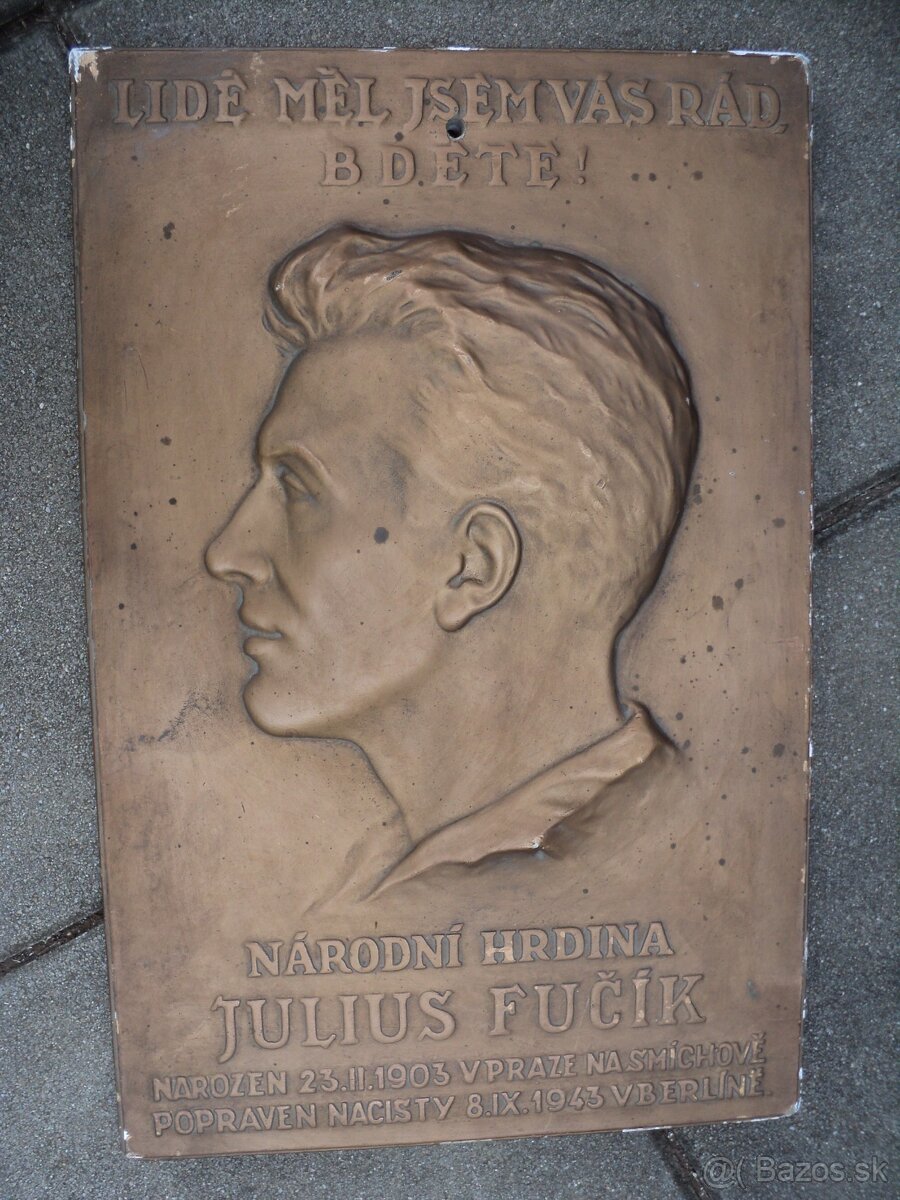 LIDÉ MĚL JSEM VÁS RÁD,
BDĚTE!
NÁRODNÍ HRDINA
JULIUS FUČÍK
NAROZEN 23.II.1903 V PRAZE NA SMÍCHOVĚ
POPRAVEN NACISTY 8.IX.1943 V BERLÍNĚ
@( Bazos.sk